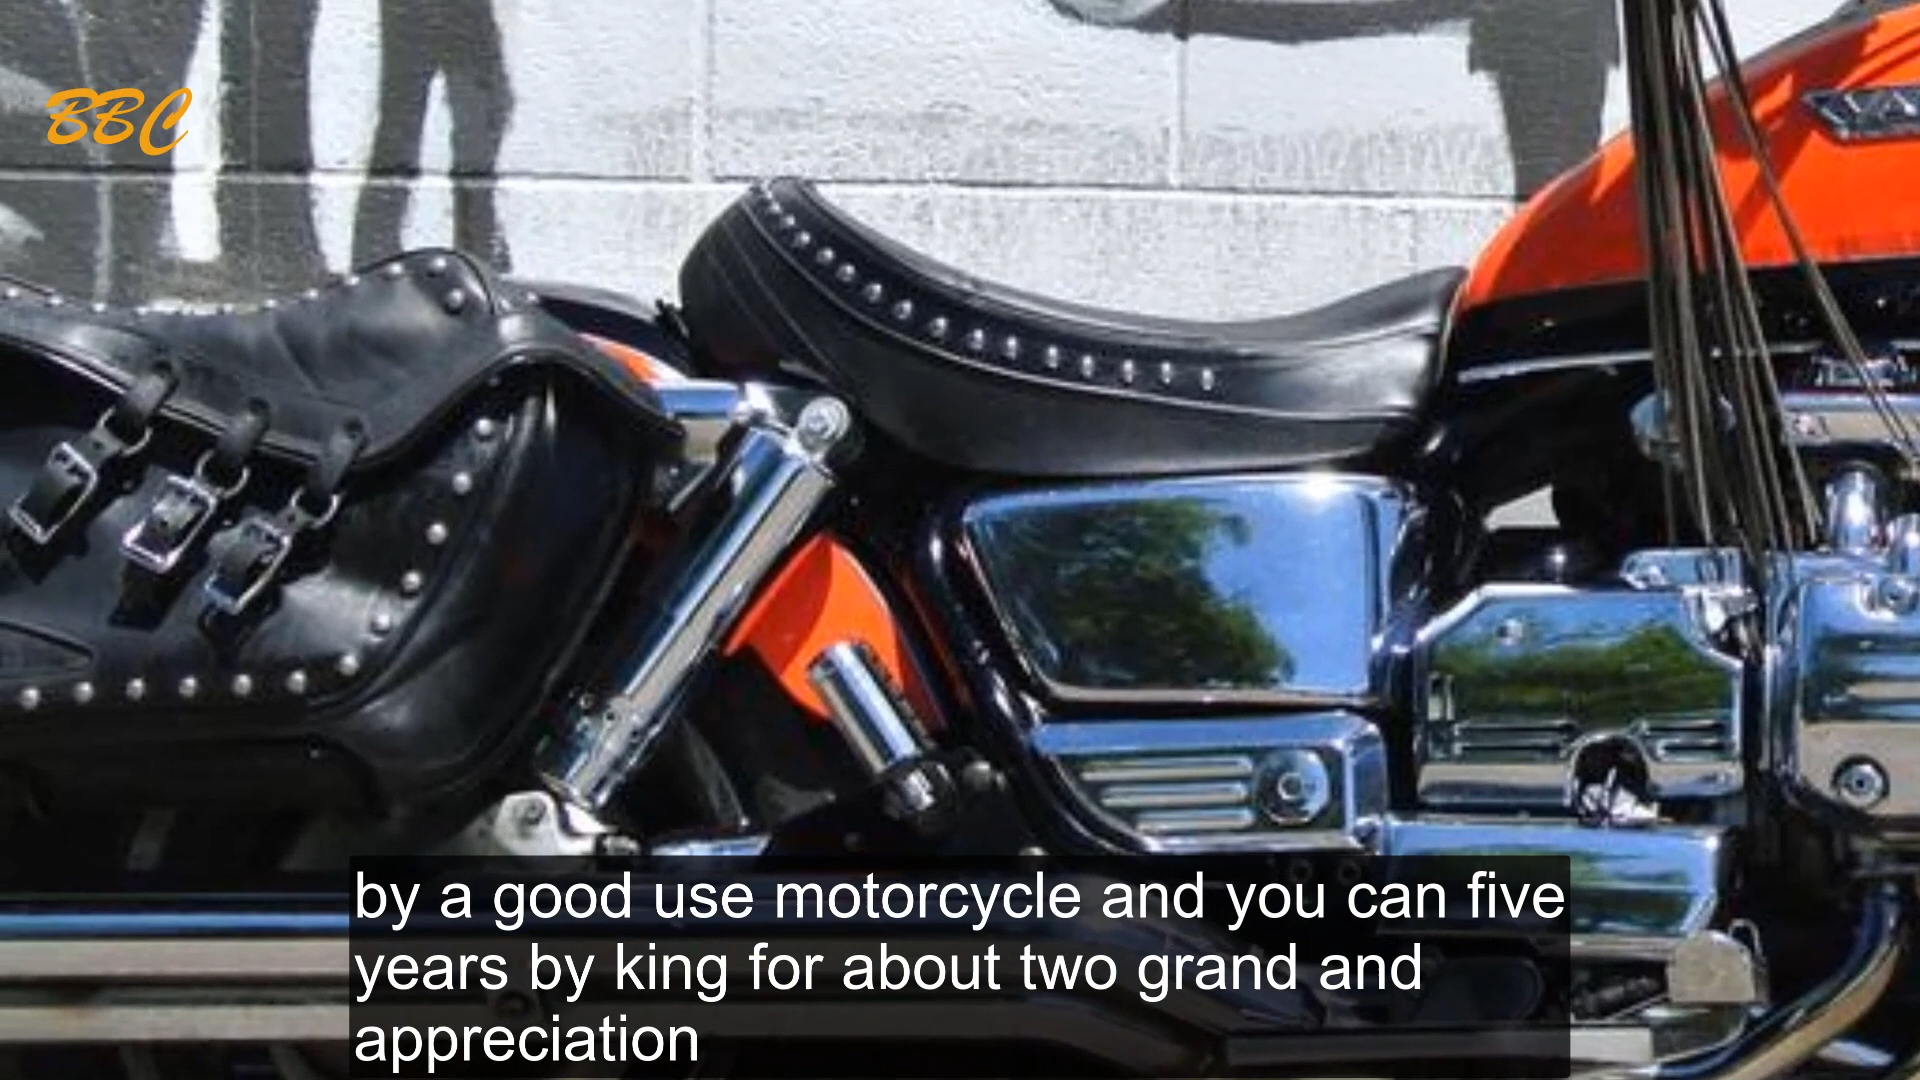 BBC
by a good use motorcycle and you can five
years by king for about two grand and
appreciation